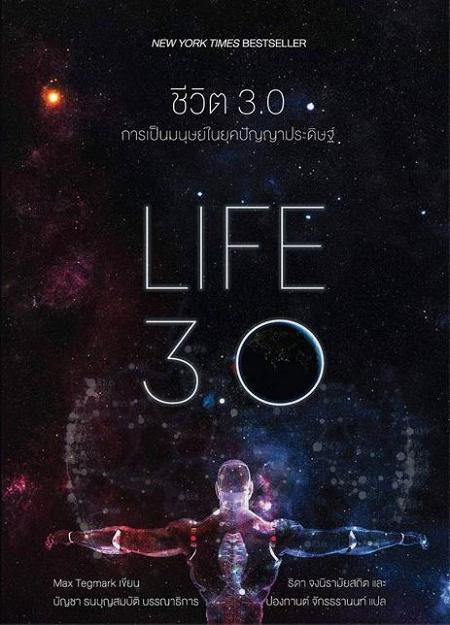 NEW YORK TIMES BESTSELLER
ชีวิต 3.0
การเป็นมนุษย์ในยุคปัญญาประดิษฐ์
LIFE
3.0
Max Tegmark เขียน
บัญชา ธนบุญสมบัติ บรรณาธิการ
ธิดา จงนิรามัยสถิต และ
ปองกานต์ จักรธรานนท์ แปล